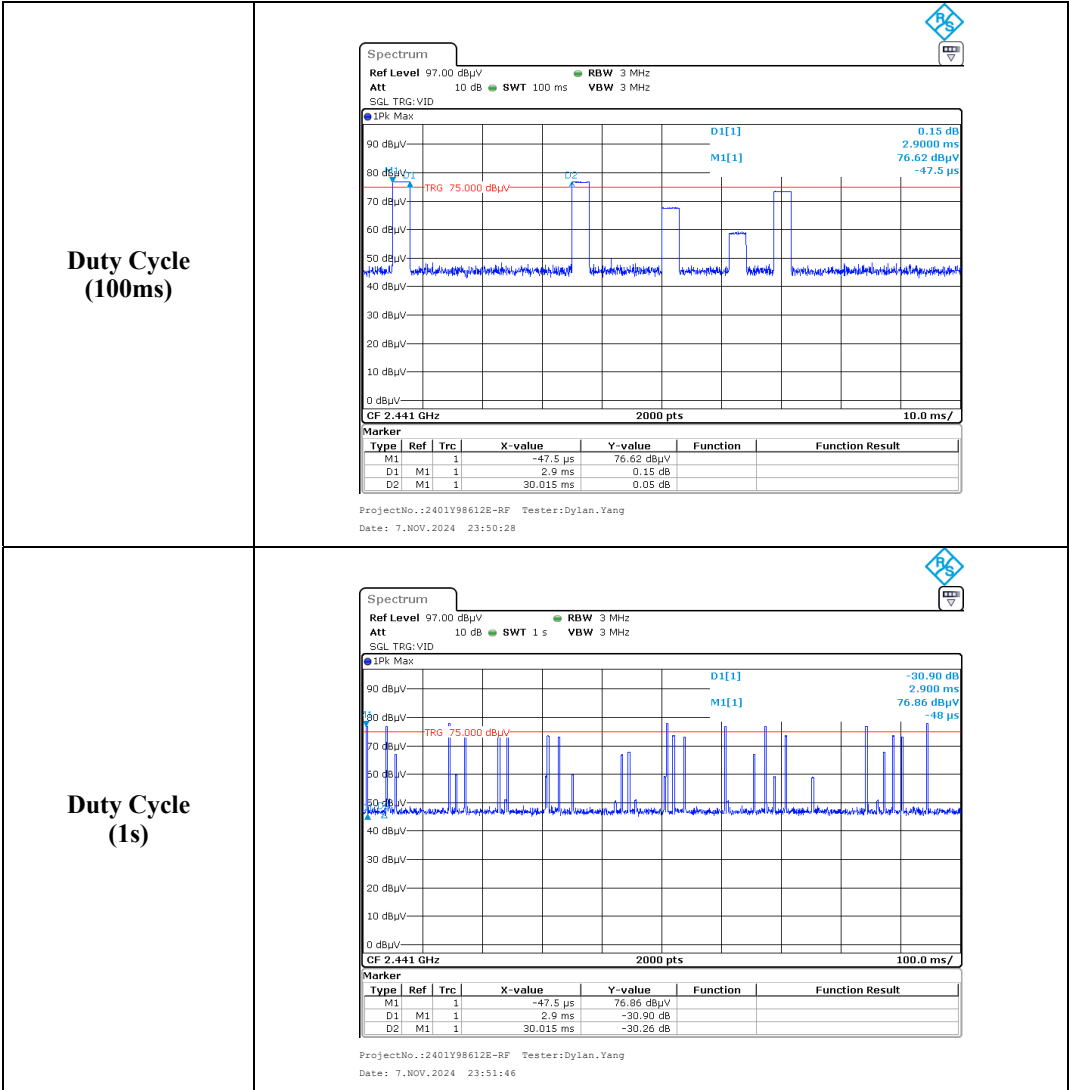 Duty Cycle
(100ms)
R&S
Spectrum
Ref Level 97.00 dBµV RBW 3 MHz
Att 10 dB SWT 100 ms VBW 3 MHz
SGL TRG:VID
1Pk Max
D1[1] 0.15 dB
2.9000 ms
M1[1] 76.62 dBµV
-47.5 µs
90 dBµV
80 dBµV
M1 D1 D2
TRG 75.000 dBµV
70 dBµV
60 dBµV
50 dBµV
40 dBµV
30 dBµV
20 dBµV
10 dBµV
0 dBµV
CF 2.441 GHz 2000 pts 10.0 ms/
Marker
Type Ref Trc X-value Y-value Function Function Result
M1 1 -47.5 µs 76.62 dBµV
D1 M1 1 2.9 ms 0.15 dB
D2 M1 1 30.015 ms 0.05 dB
ProjectNo.:2401Y98612E-RF Tester:Dylan.Yang
Date: 7.NOV.2024 23:50:28
Duty Cycle
(1s)
R&S
Spectrum
Ref Level 97.00 dBµV RBW 3 MHz
Att 10 dB SWT 1 s VBW 3 MHz
SGL TRG:VID
1Pk Max
D1[1] -30.90 dB
2.900 ms
M1[1] 76.86 dBµV
-48 µs
90 dBµV
80 dBµV
TRG 75.000 dBµV
70 dBµV
60 dBµV
50 dBµV
40 dBµV
30 dBµV
20 dBµV
10 dBµV
0 dBµV
CF 2.441 GHz 2000 pts 100.0 ms/
Marker
Type Ref Trc X-value Y-value Function Function Result
M1 1 -47.5 µs 76.86 dBµV
D1 M1 1 2.9 ms -30.90 dB
D2 M1 1 30.015 ms -30.26 dB
ProjectNo.:2401Y98612E-RF Tester:Dylan.Yang
Date: 7.NOV.2024 23:51:46